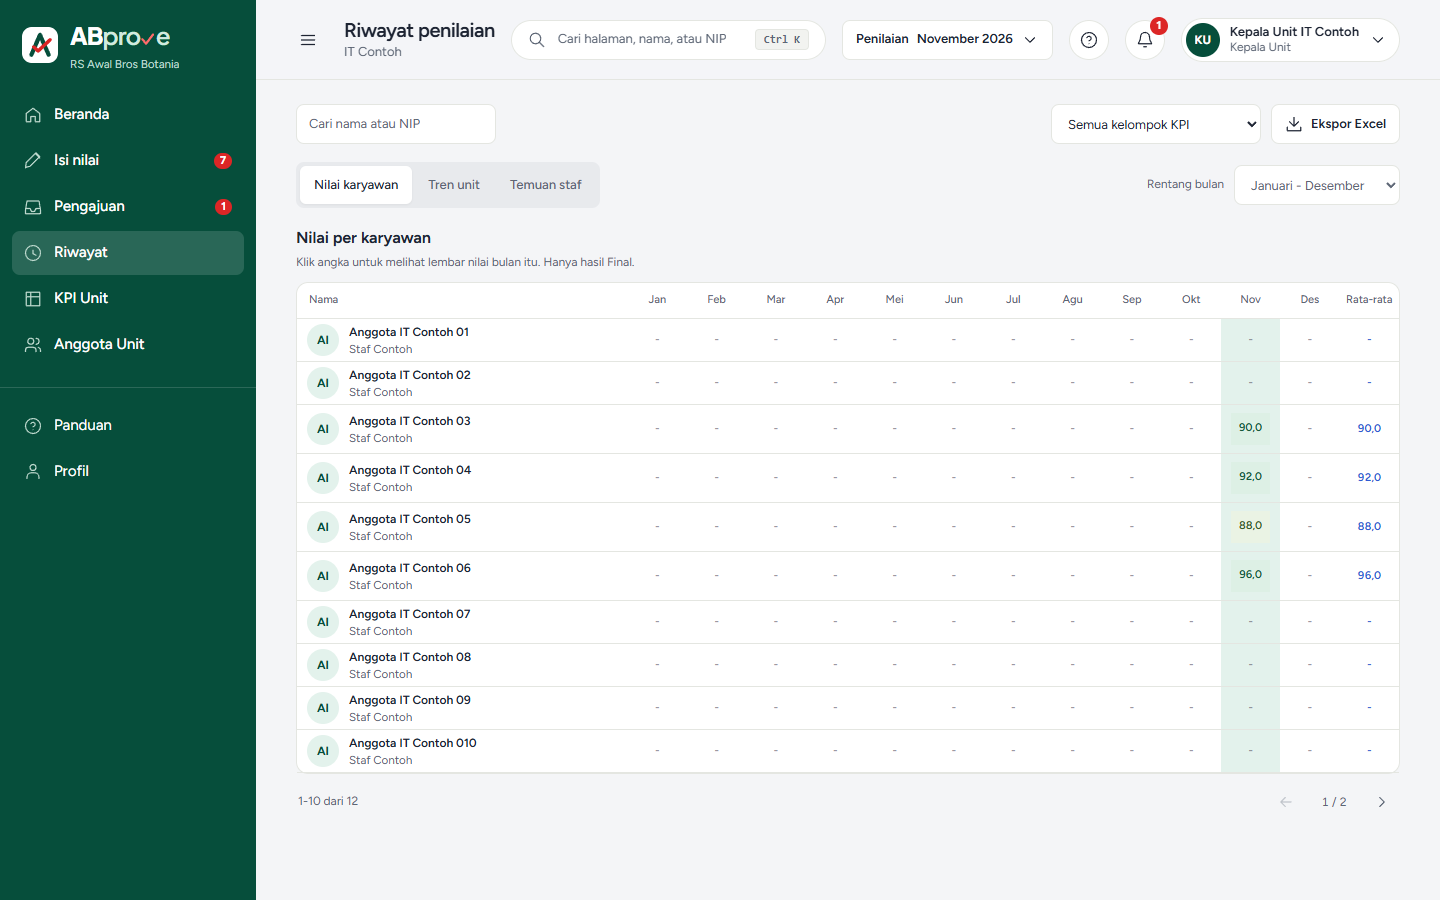 ABprove
RS Awal Bros Botania
Beranda
Isi nilai 7
Pengajuan 1
Riwayat
KPI Unit
Anggota Unit
Panduan
Profil
Riwayat penilaian
IT Contoh
Cari halaman, nama, atau NIP Ctrl K
Penilaian November 2026
1
KU
Kepala Unit IT Contoh
Kepala Unit
Cari nama atau NIP
Semua kelompok KPI
Ekspor Excel
Nilai karyawan Tren unit Temuan staf
Rentang bulan Januari - Desember
Nilai per karyawan
Klik angka untuk melihat lembar nilai bulan itu. Hanya hasil Final.
Nama Jan Feb Mar Apr Mei Jun Jul Agu Sep Okt Nov Des Rata-rata
AI Anggota IT Contoh 01 - - - - - - - - - - - - -
Staf Contoh
AI Anggota IT Contoh 02 - - - - - - - - - - - - -
Staf Contoh
AI Anggota IT Contoh 03 - - - - - - - - - - 90,0 - 90,0
Staf Contoh
AI Anggota IT Contoh 04 - - - - - - - - - - 92,0 - 92,0
Staf Contoh
AI Anggota IT Contoh 05 - - - - - - - - - - 88,0 - 88,0
Staf Contoh
AI Anggota IT Contoh 06 - - - - - - - - - - 96,0 - 96,0
Staf Contoh
AI Anggota IT Contoh 07 - - - - - - - - - - - - -
Staf Contoh
AI Anggota IT Contoh 08 - - - - - - - - - - - - -
Staf Contoh
AI Anggota IT Contoh 09 - - - - - - - - - - - - -
Staf Contoh
AI Anggota IT Contoh 010 - - - - - - - - - - - - -
Staf Contoh
1-10 dari 12
1 / 2